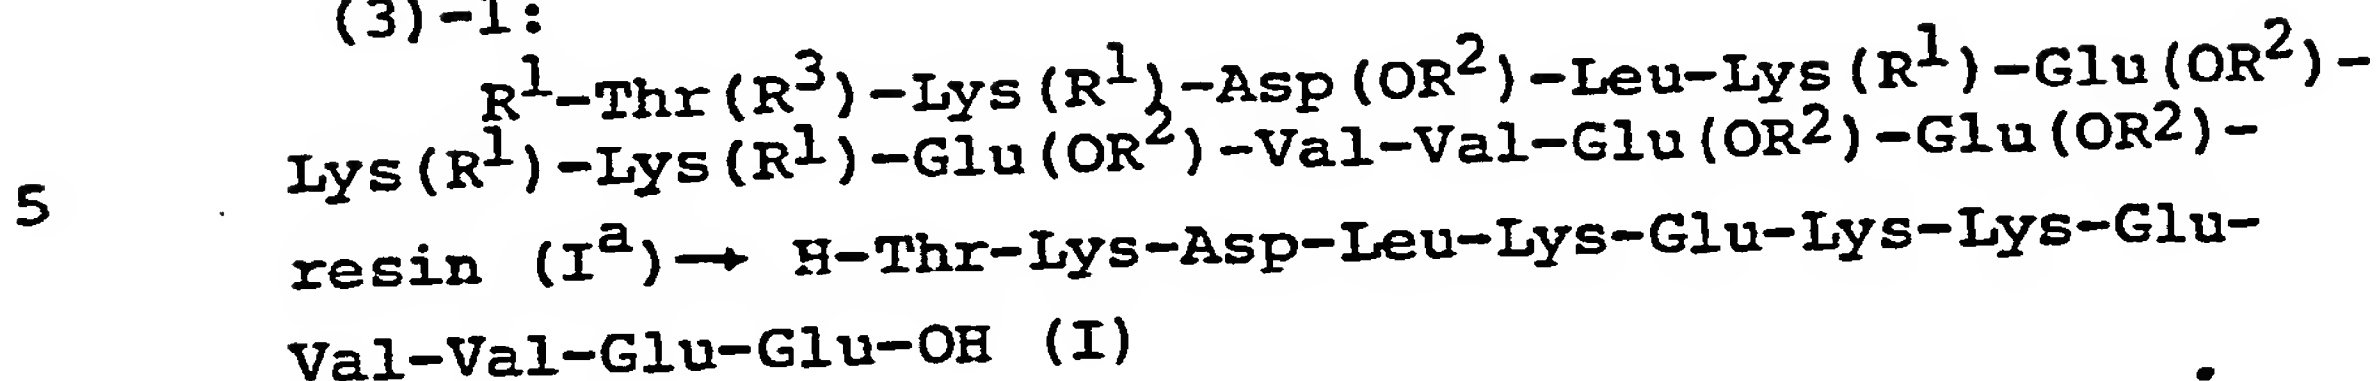 (3)-1:
R¹-Thr(R³)-Lys(R¹)-Asp(OR²)-Leu-Lys(R¹)-Glu(OR²)-
Lys(R¹)-Lys(R¹)-Glu(OR²)-Val-Val-Glu(OR²)-Glu(OR²)-
5 resin (Iᵃ)→ H-Thr-Lys-Asp-Leu-Lys-Glu-Lys-Lys-Glu-
Val-Val-Glu-Glu-OH (I)